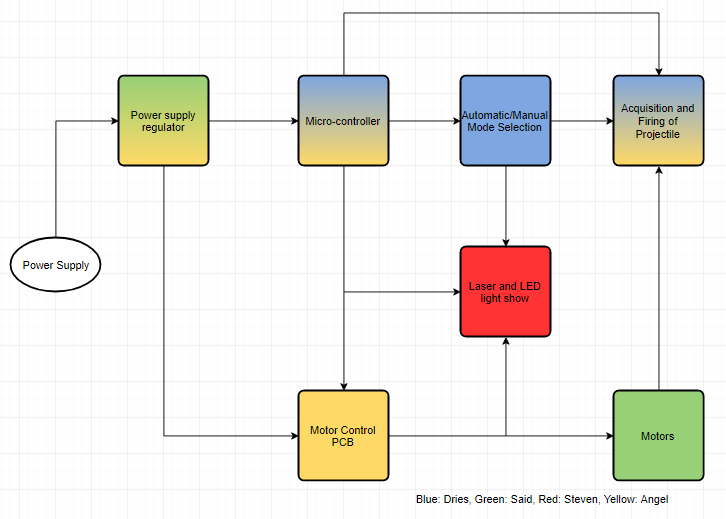 Power supply
regulator
Micro-controller
Automatic/Manual
Mode Selection
Acquisition and
Firing of
Projectile
Power Supply
Laser and LED
light show
Motor Control
PCB
Motors
Blue: Dries, Green: Said, Red: Steven, Yellow: Angel